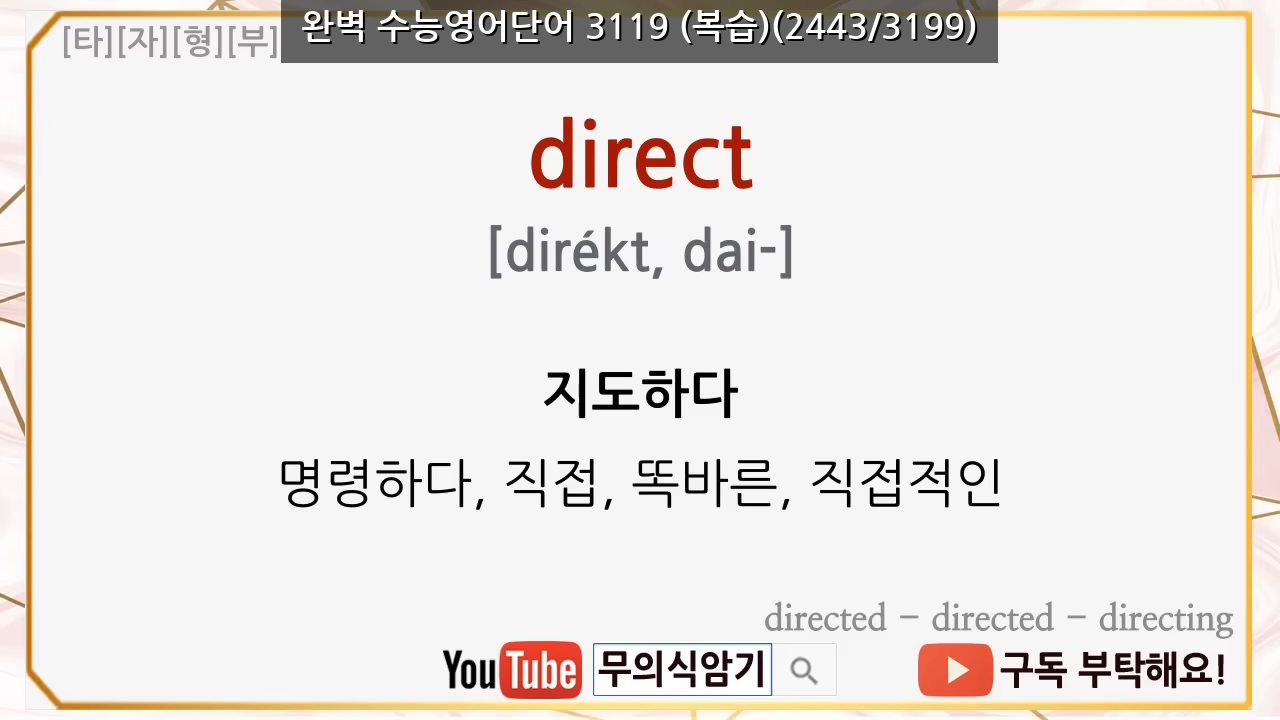 완벽 수능영어단어 3119 (복습)(2443/3199)
[타][자][형][부]
direct
[dirékt, dai-]
지도하다
명령하다, 직접, 똑바른, 직접적인
directed - directed - directing
YouTube 무의식암기 구독 부탁해요!